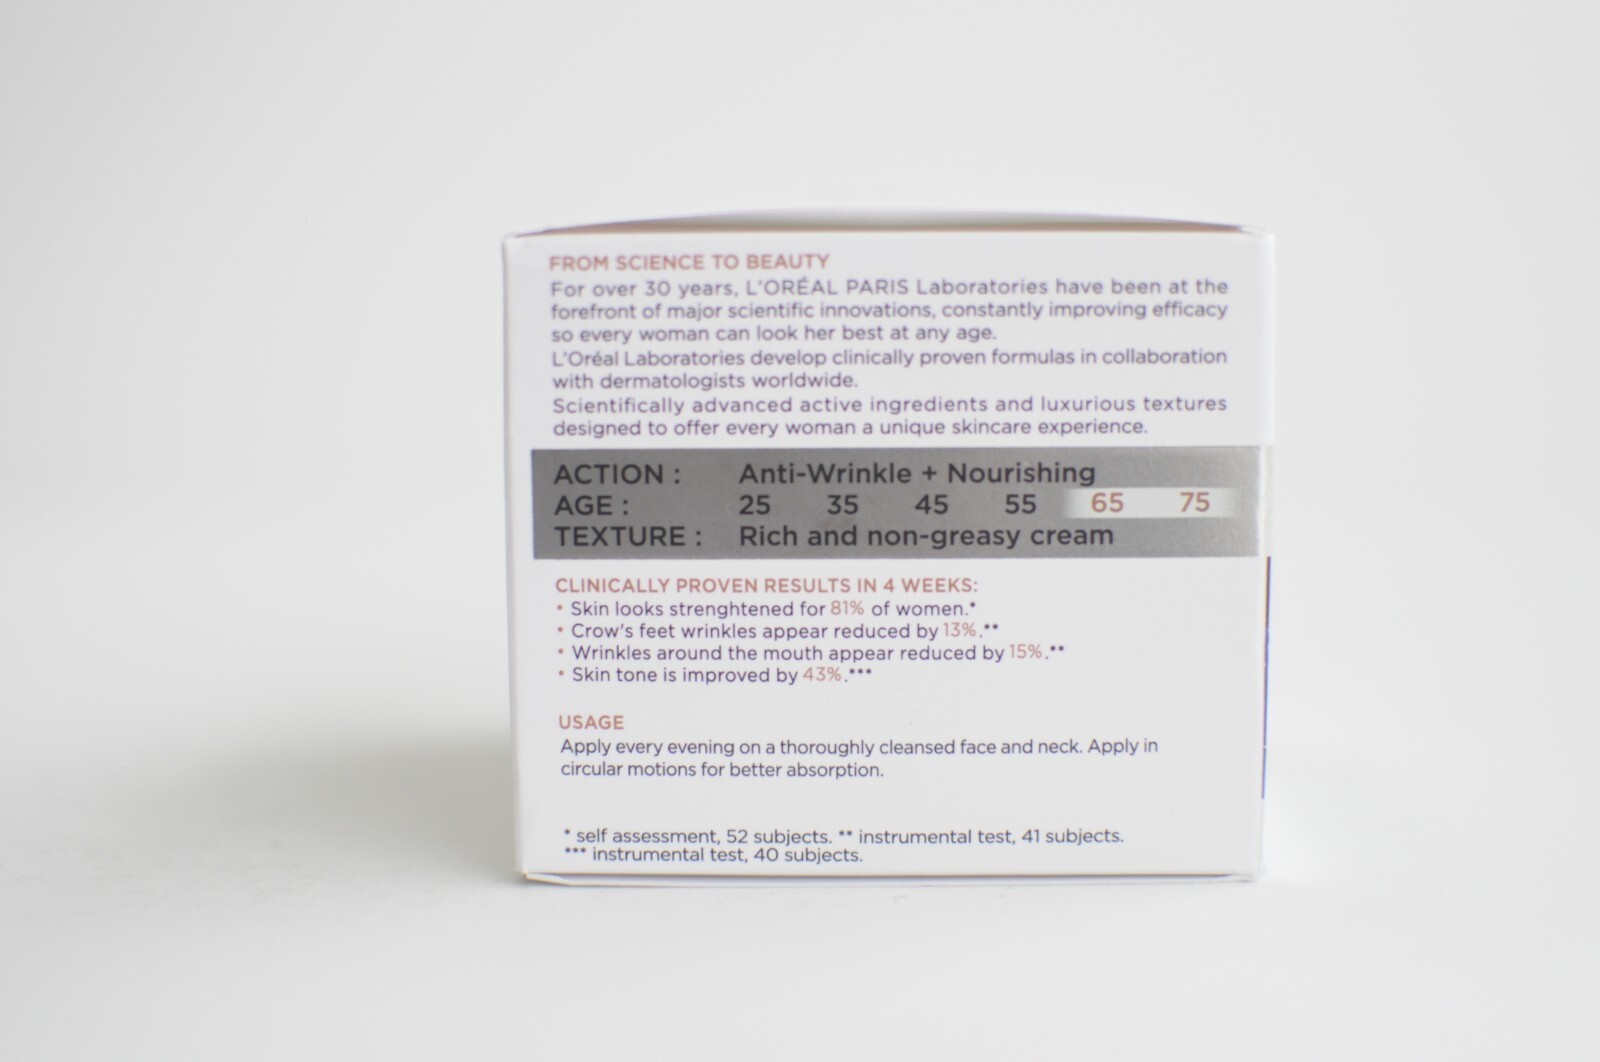 FROM SCIENCE TO BEAUTY
For over 30 years, L'ORÉAL PARIS Laboratories have been at the
forefront of major scientific innovations, constantly improving efficacy
so every woman can look her best at any age.
L'Oréal Laboratories develop clinically proven formulas in collaboration
with dermatologists worldwide.
Scientifically advanced active ingredients and luxurious textures
designed to offer every woman a unique skincare experience.
ACTION : Anti-Wrinkle + Nourishing
AGE : 25 35 45 55 65 75
TEXTURE : Rich and non-greasy cream
CLINICALLY PROVEN RESULTS IN 4 WEEKS:
• Skin looks strenghtened for 81% of women.*
• Crow's feet wrinkles appear reduced by 13%.**
• Wrinkles around the mouth appear reduced by 15%.**
• Skin tone is improved by 43%.***
USAGE
Apply every evening on a thoroughly cleansed face and neck. Apply in
circular motions for better absorption.
* self assessment, 52 subjects. ** instrumental test, 41 subjects.
*** instrumental test, 40 subjects.